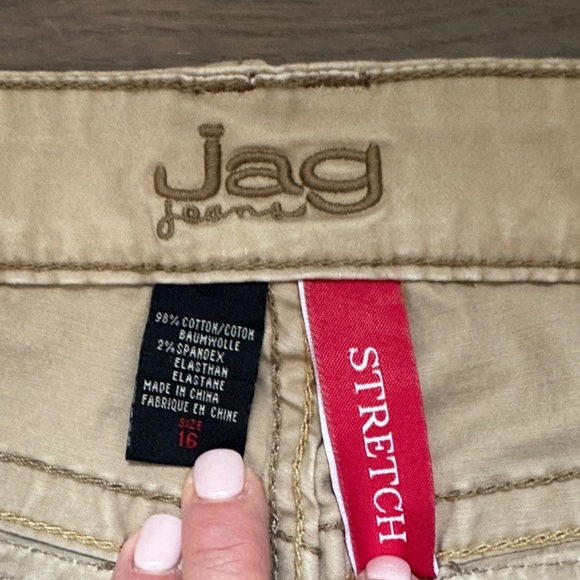 Jag
jeans
98% COTTON/COTON
BAUMWOLLE
2% SPANDEX
ELASTHAN
ELASTANE
MADE IN CHINA
FABRIQUE EN CHINE
SIZE
16
STRETCH